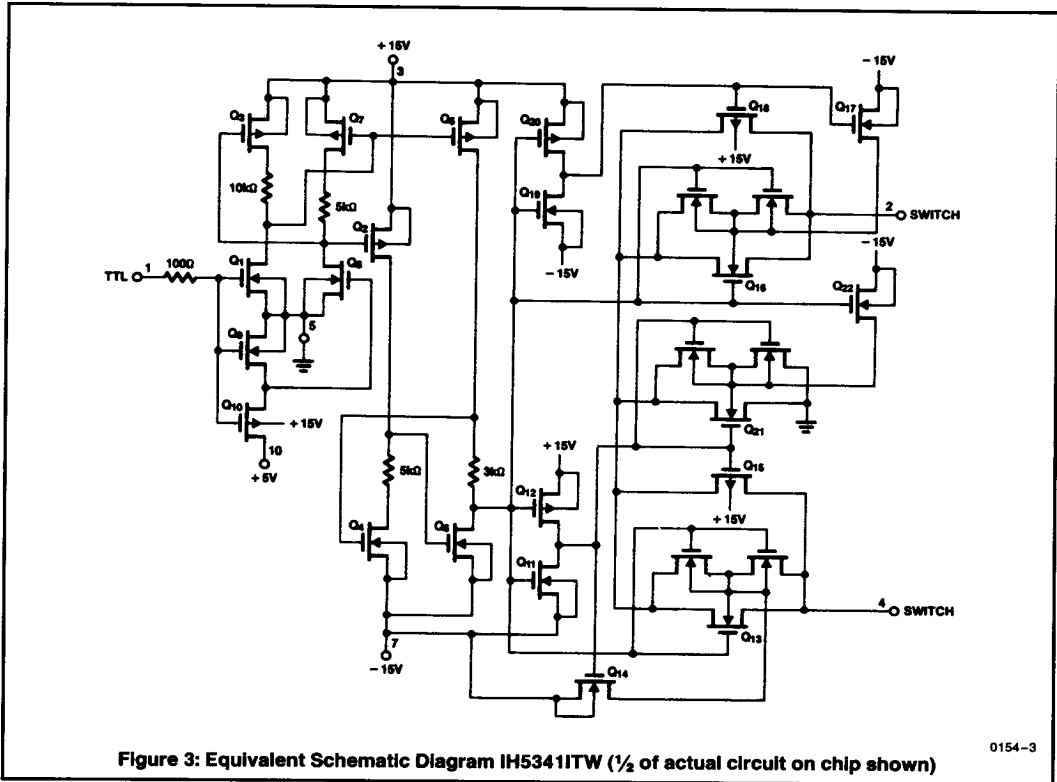 + 15V
3
Q3
Q7
Q5
Q20
Q18
Q17
- 15V
+ 15V
10kΩ
5kΩ
Q2
Q19
- 15V
2
SWITCH
TTL
1
100Ω
Q1
Q8
Q16
- 15V
Q22
5
Q9
Q10
+ 15V
10
+ 5V
Q21
Q15
+ 15V
5kΩ
3kΩ
+ 15V
Q12
Q4
Q6
Q11
4
SWITCH
Q13
7
- 15V
Q14
0154-3
Figure 3: Equivalent Schematic Diagram IH5341ITW (½ of actual circuit on chip shown)